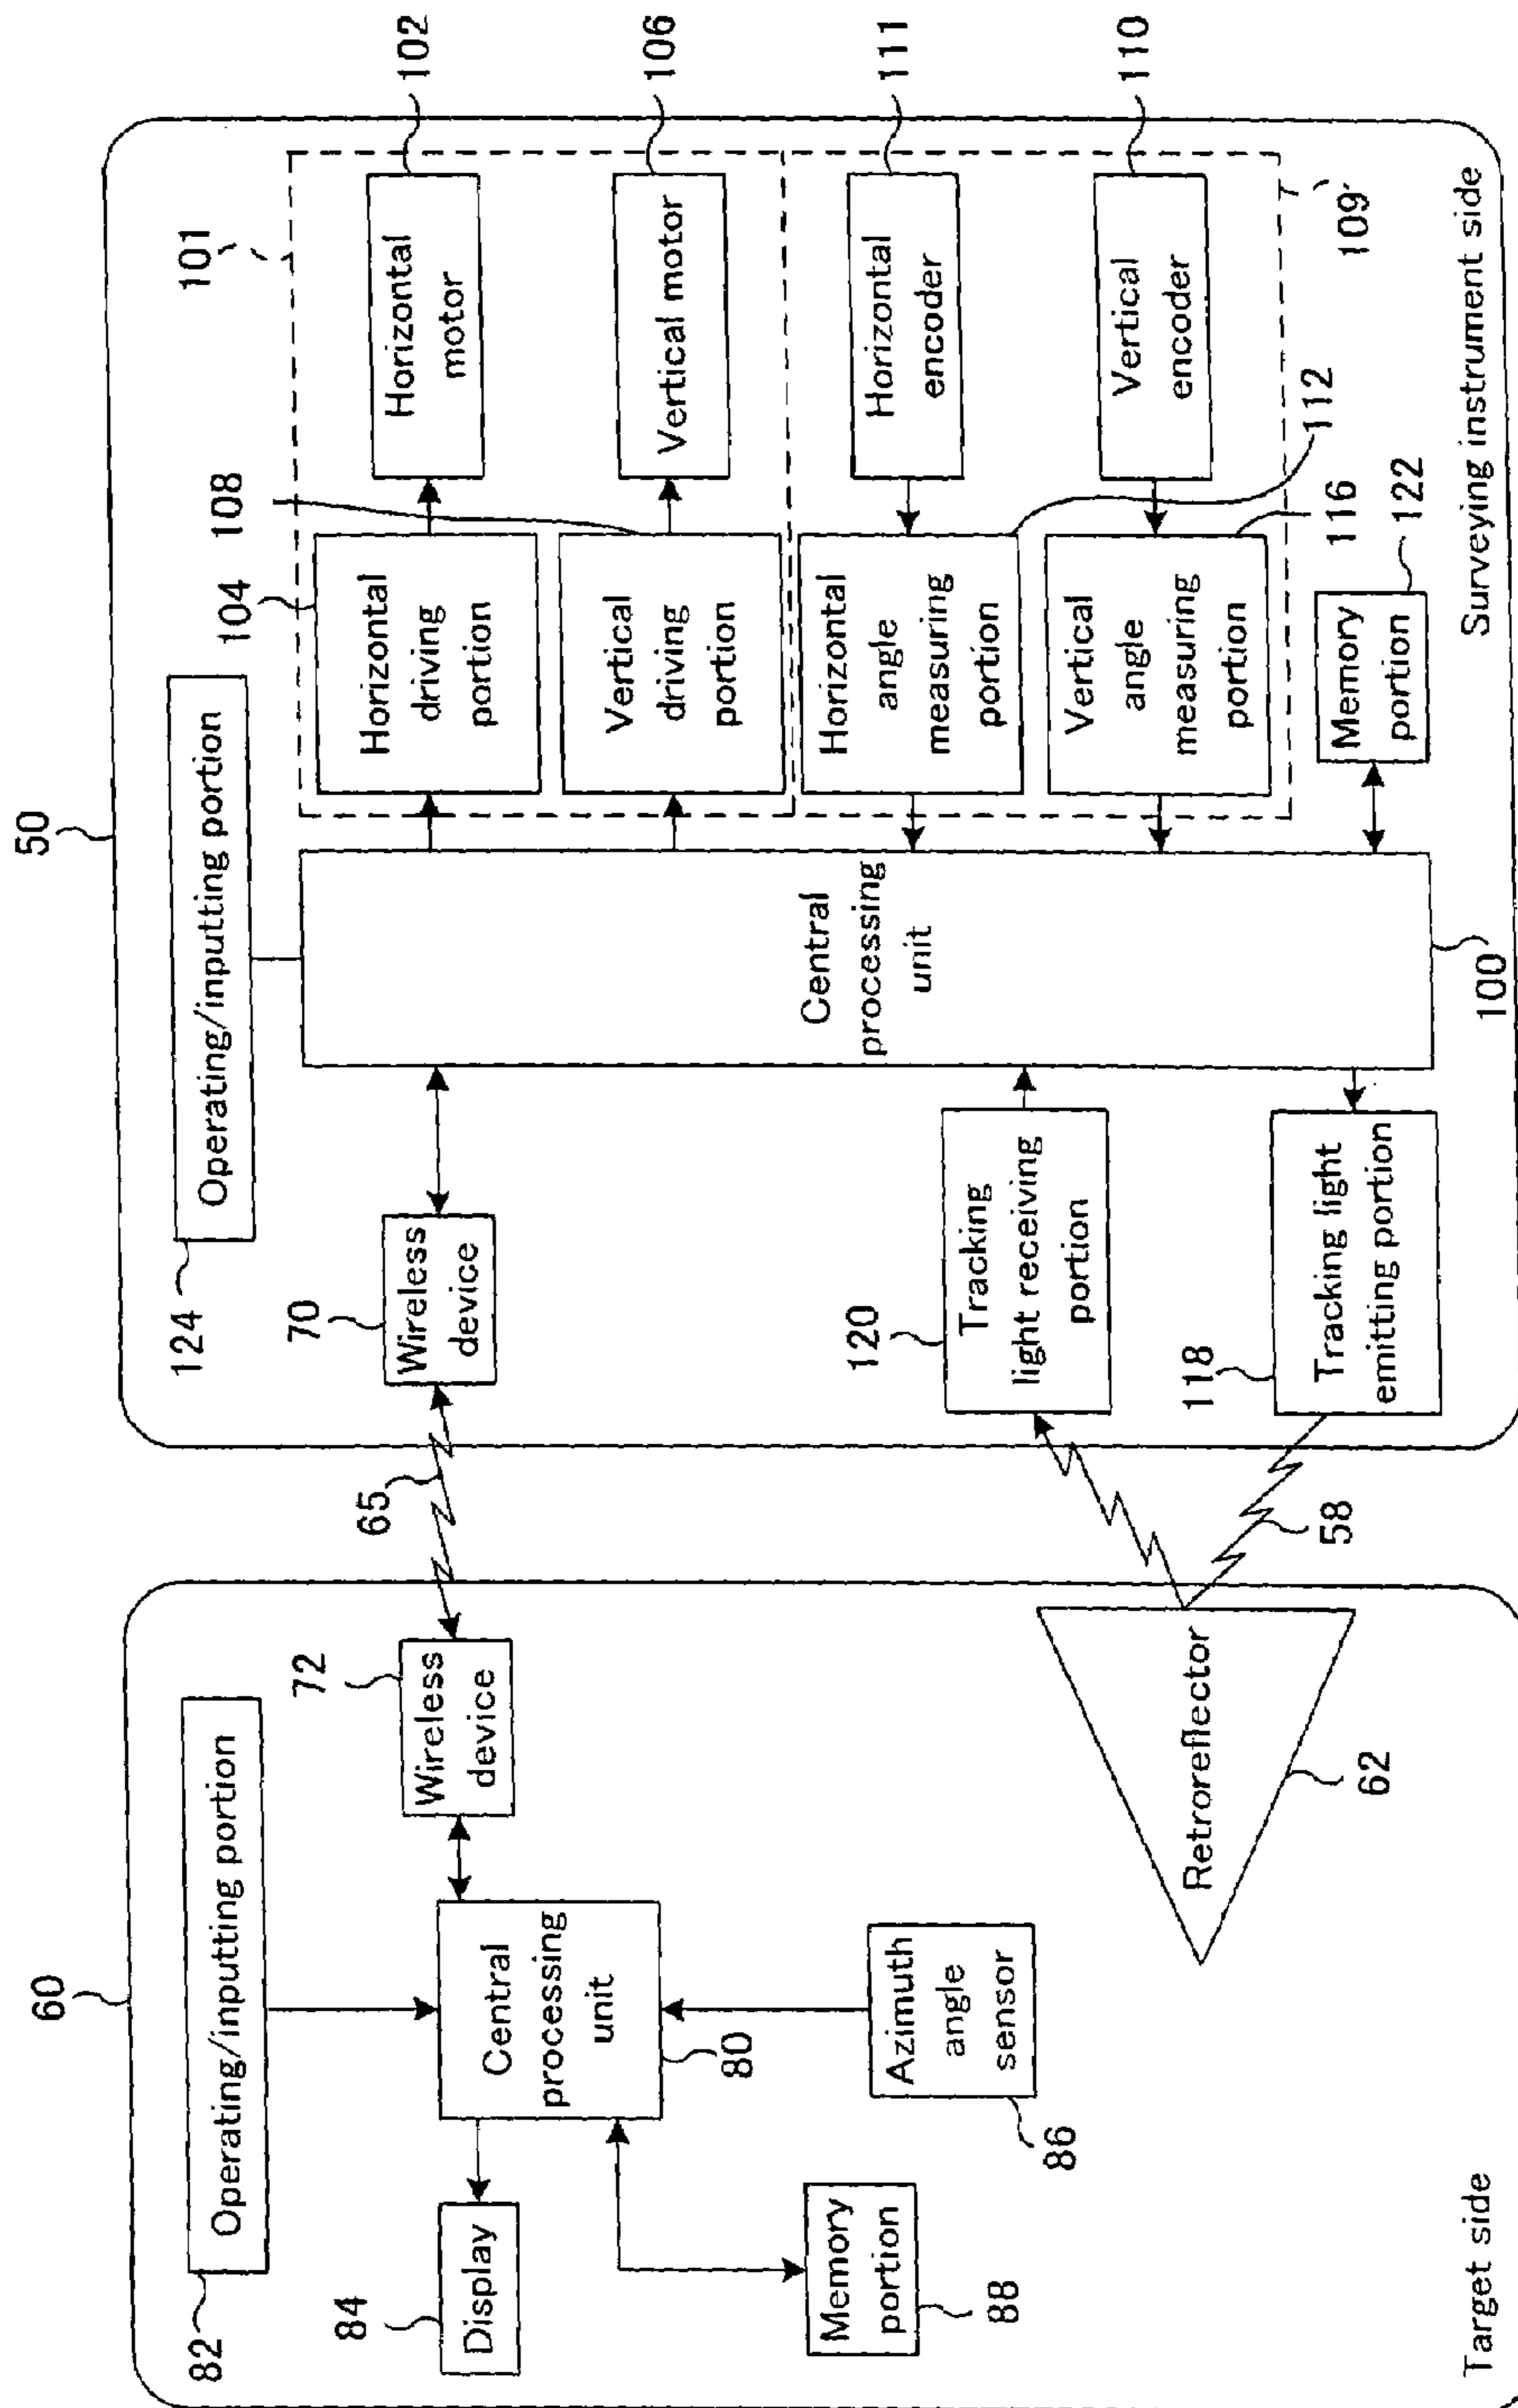 60
82
Operating/inputting portion
84
Display
Central
processing
unit
80
72
Wireless
device
Memory
portion
88
Azimuth
angle
sensor
86
Retroreflector
62
Target side
65
58
50
124
Operating/inputting portion
70
Wireless
device
120
Tracking
light receiving
portion
118
Tracking light
emitting portion
Central
processing
unit
100
101
104
Horizontal
driving
portion
Horizontal
motor
102
108
Vertical
driving
portion
Vertical motor
106
Horizontal
angle
measuring
portion
Horizontal
encoder
111
112
Vertical
angle
measuring
portion
Vertical
encoder
110
116
109
Memory
portion
122
Surveying instrument side